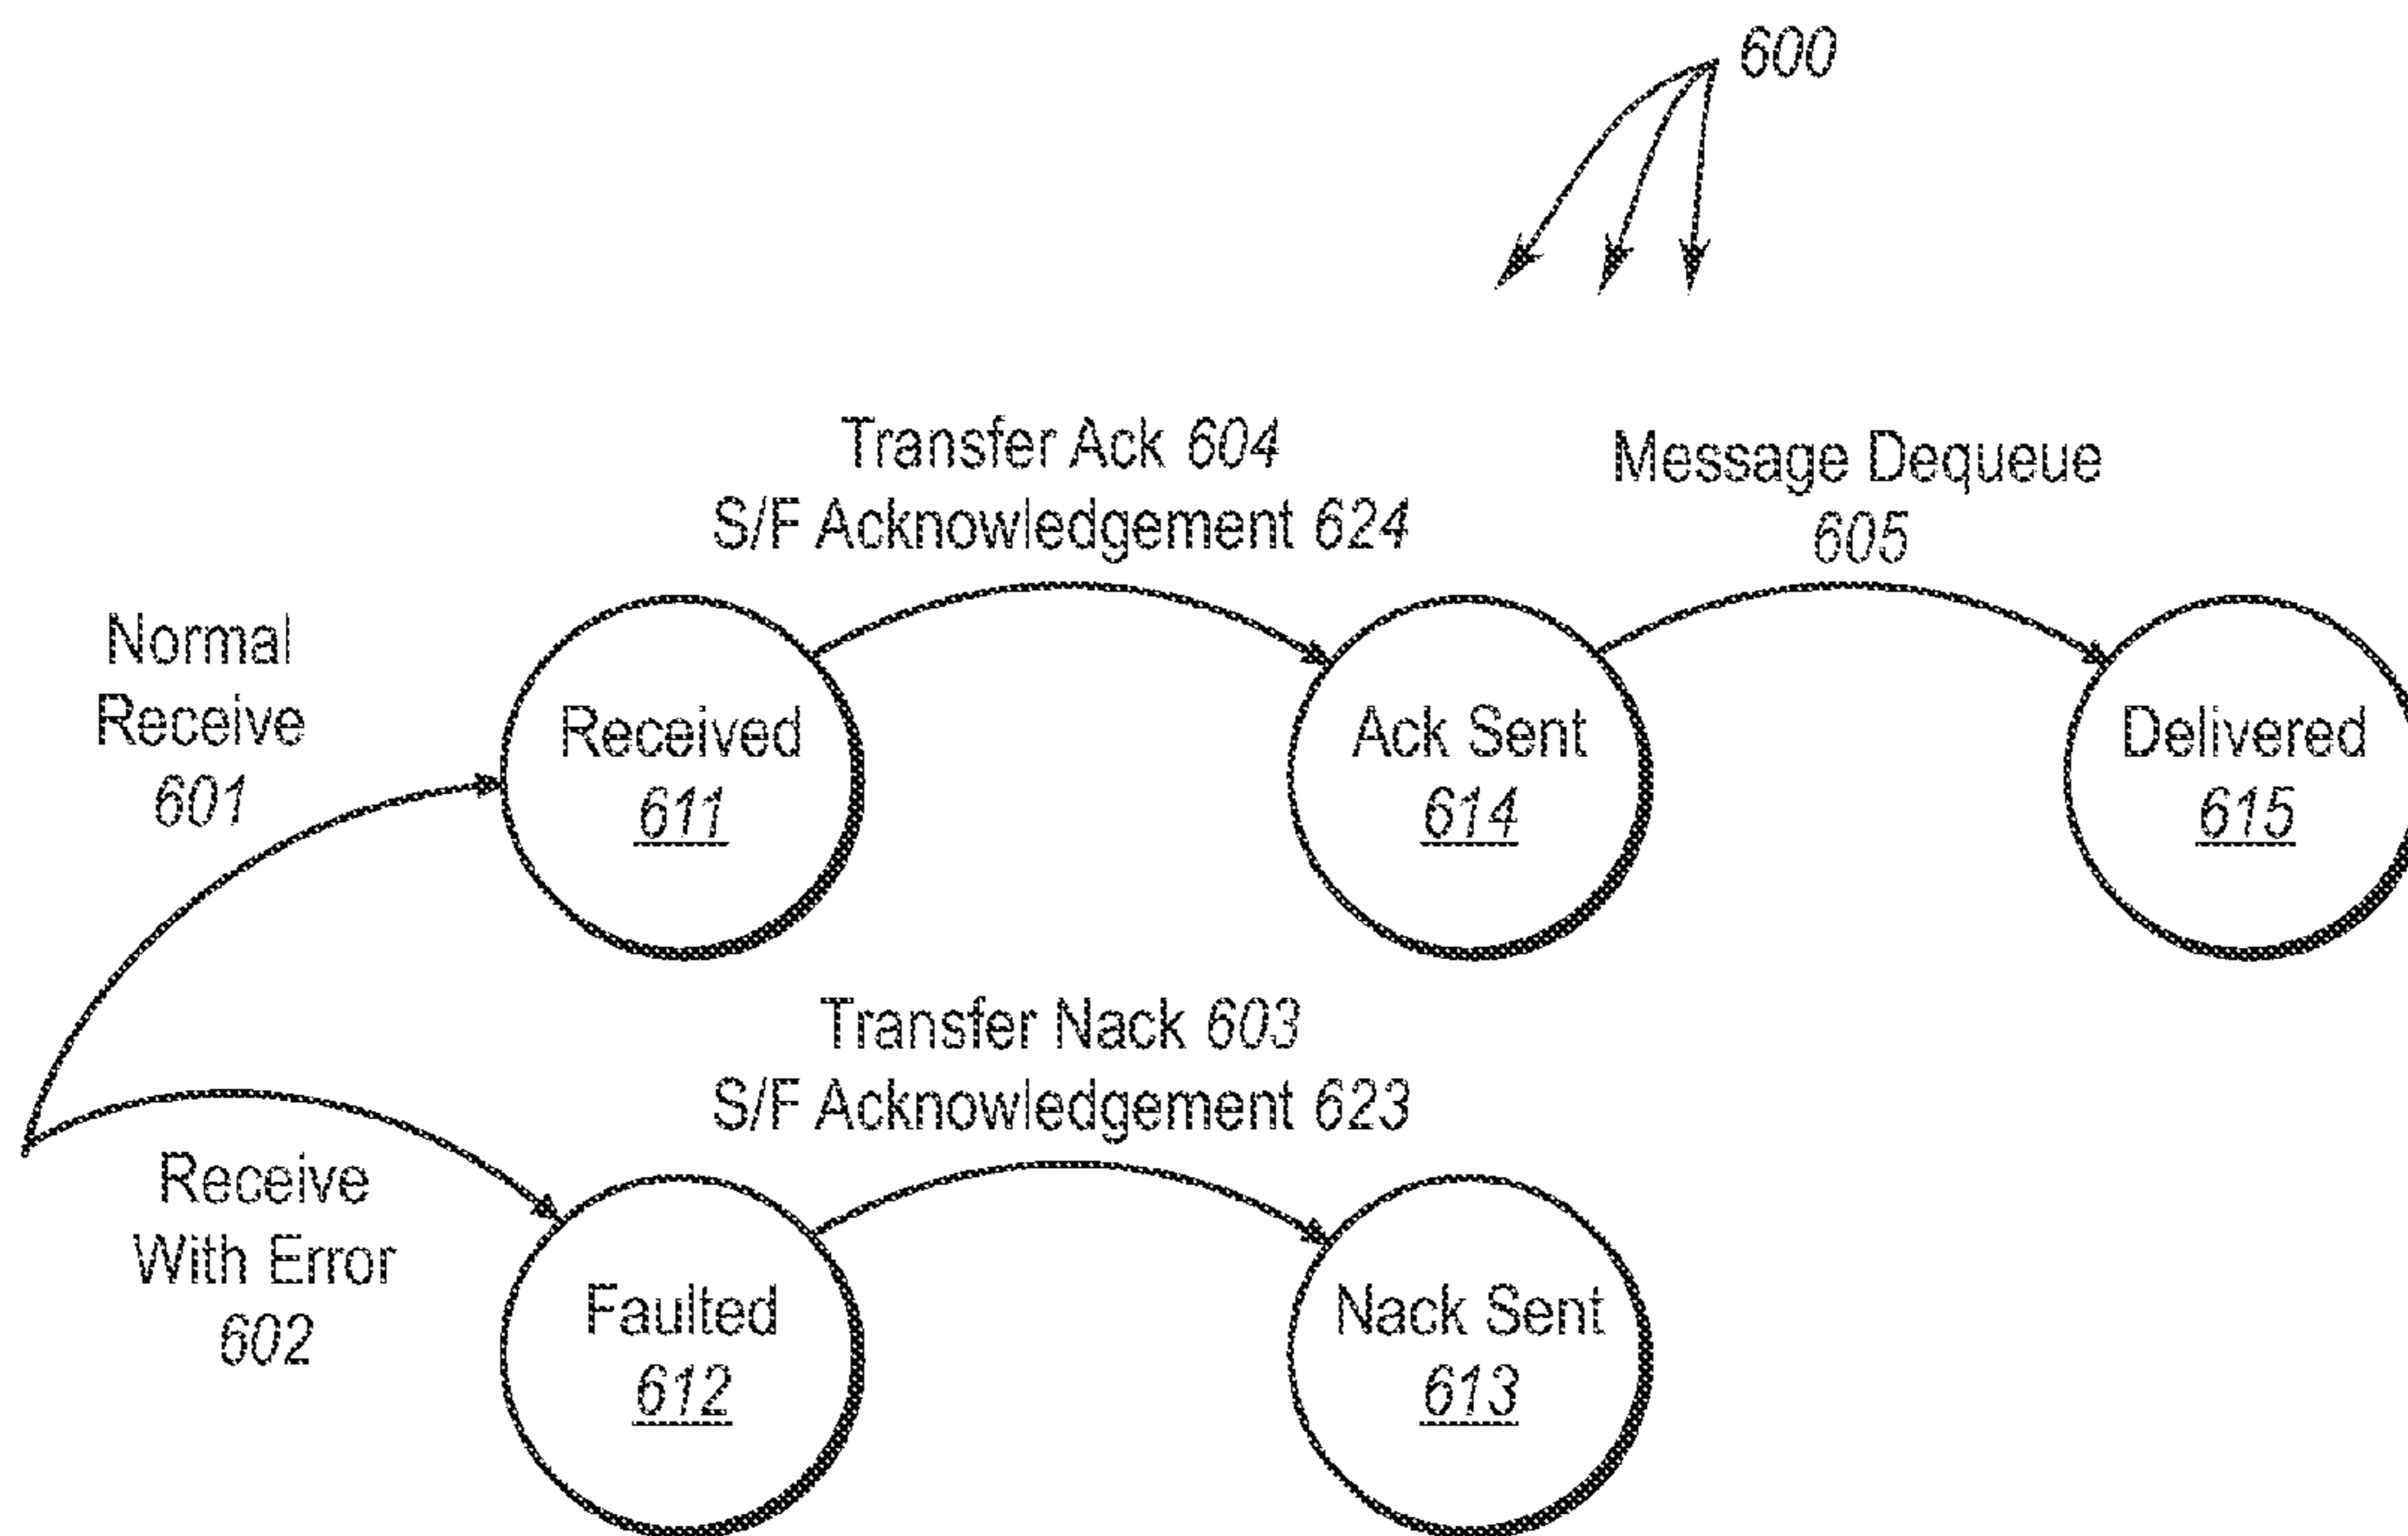 600
Transfer Ack 604
S/F Acknowledgement 624
Message Dequeue
605
Normal
Receive
601
Received
611
Ack Sent
614
Delivered
615
Transfer Nack 603
S/F Acknowledgement 623
Receive
With Error
602
Faulted
612
Nack Sent
613